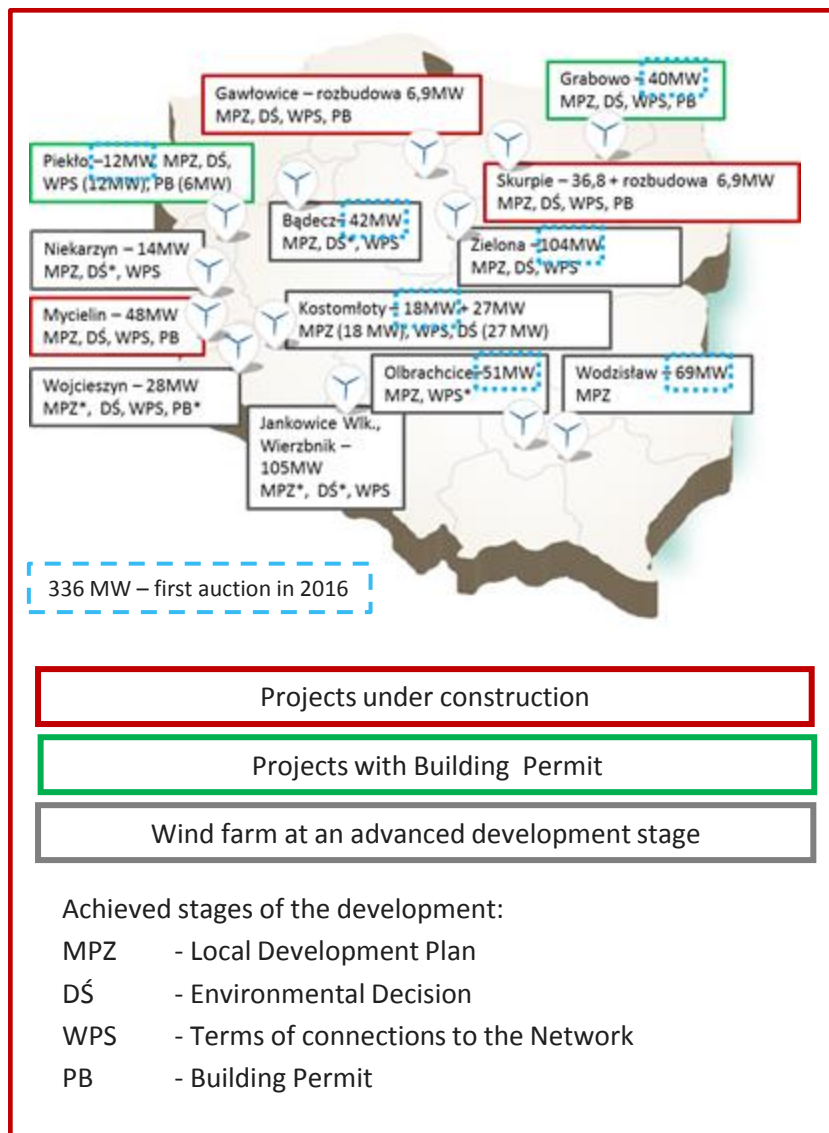 Gawłowice – rozbudowa 6,9MW
MPZ, DŚ, WPS, PB
Grabowo – 40MW
MPZ, DŚ, WPS, PB
Piekło –12MW MPZ, DŚ,
WPS (12MW), PB (6MW)
Skurpie – 36,8 + rozbudowa 6,9MW
MPZ, DŚ, WPS, PB
Bądecz– 42MW
MPZ, DŚ*, WPS
Zielona –104MW
MPZ, DŚ, WPS
Niekarzyn – 14MW
MPZ, DŚ*, WPS
Mycielin – 48MW
MPZ, DŚ, WPS, PB
Kostomłoty – 18MW + 27MW
MPZ (18 MW), WPS, DŚ (27 MW)
Wojcieszyn – 28MW
MPZ*, DŚ, WPS, PB*
Olbrachcice–51MW
MPZ, WPS*
Wodzisław – 69MW
MPZ
Jankowice Wlk.,
Wierzbnik –
105MW
MPZ*, DŚ*, WPS
336 MW – first auction in 2016
Projects under construction
Projects with Building Permit
Wind farm at an advanced development stage
Achieved stages of the development:
MPZ - Local Development Plan
DŚ - Environmental Decision
WPS - Terms of connections to the Network
PB - Building Permit